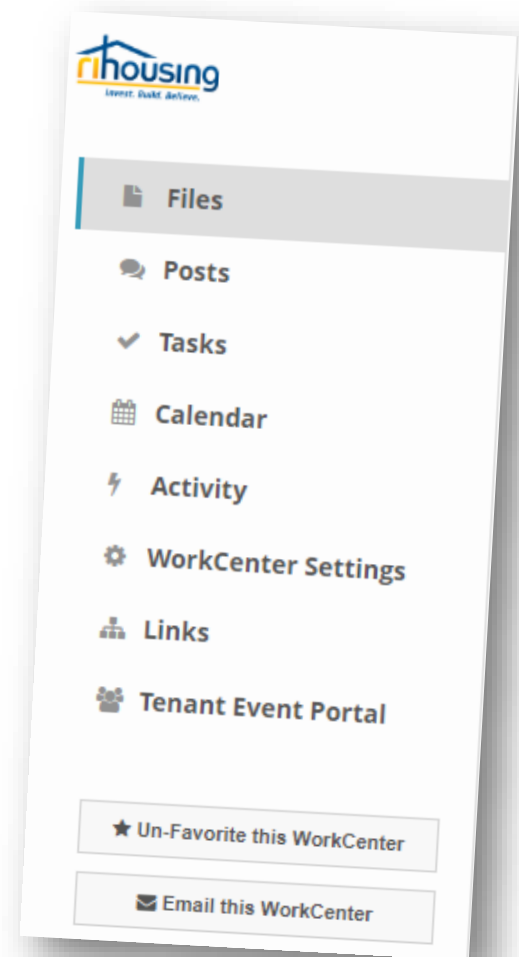 rihousing
Invest. Build. Believe.
Files
Posts
Tasks
Calendar
Activity
WorkCenter Settings
Links
Tenant Event Portal
Un-Favorite this WorkCenter
Email this WorkCenter